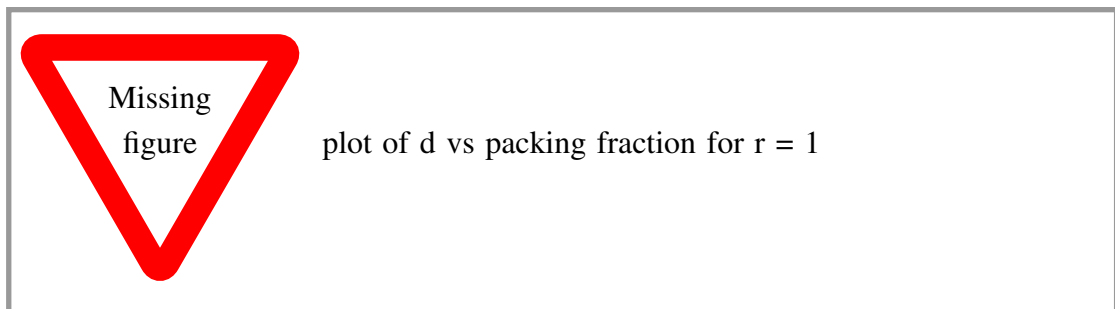 Missing
figure
plot of d vs packing fraction for r = 1